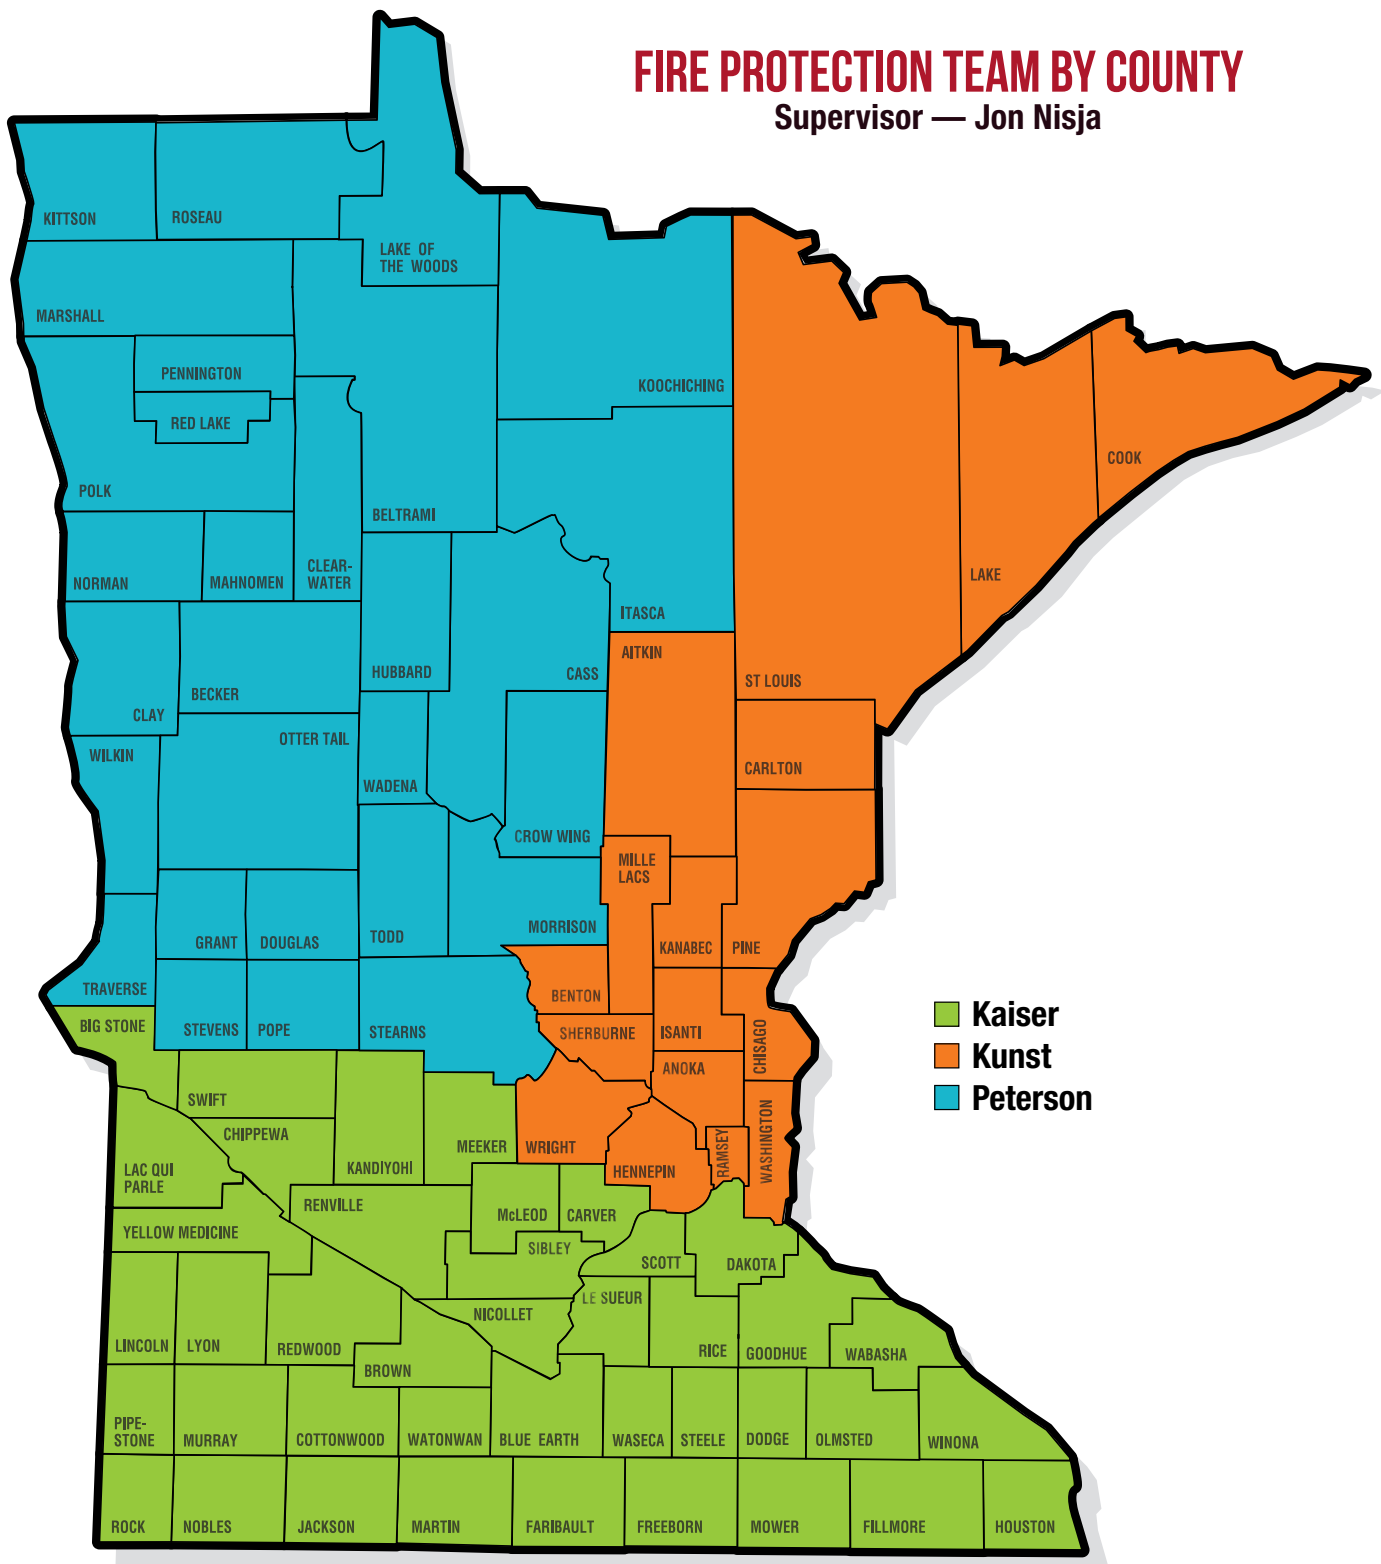 FIRE PROTECTION TEAM BY COUNTY
Supervisor — Jon Nisja
KITTSON
ROSEAU
LAKE OF
THE WOODS
MARSHALL
PENNINGTON
KOOCHICHING
RED LAKE
POLK
BELTRAMI
COOK
NORMAN
MAHNOMEN
CLEAR-
WATER
LAKE
ITASCA
AITKIN
HUBBARD
CASS
ST LOUIS
BECKER
CLAY
OTTER TAIL
WILKIN
WADENA
CARLTON
CROW WING
MILLE
LACS
MORRISON
GRANT
DOUGLAS
TODD
KANABEC
PINE
TRAVERSE
BENTON
BIG STONE
STEVENS
POPE
STEARNS
SHERBURNE
ISANTI
CHISAGO
ANOKA
Kaiser
Kunst
Peterson
SWIFT
CHIPPEWA
KANDIYOHI
MEEKER
WRIGHT
HENNEPIN
RAMSEY
WASHINGTON
LAC QUI
PARLE
RENVILLE
McLEOD
CARVER
YELLOW MEDICINE
SIBLEY
SCOTT
DAKOTA
LE SUEUR
NICOLLET
LINCOLN
LYON
REDWOOD
BROWN
RICE
GOODHUE
WABASHA
PIPE-
STONE
MURRAY
COTTONWOOD
WATONWAN
BLUE EARTH
WASECA
STEELE
DODGE
OLMSTED
WINONA
ROCK
NOBLES
JACKSON
MARTIN
FARIBAULT
FREEBORN
MOWER
FILLMORE
HOUSTON